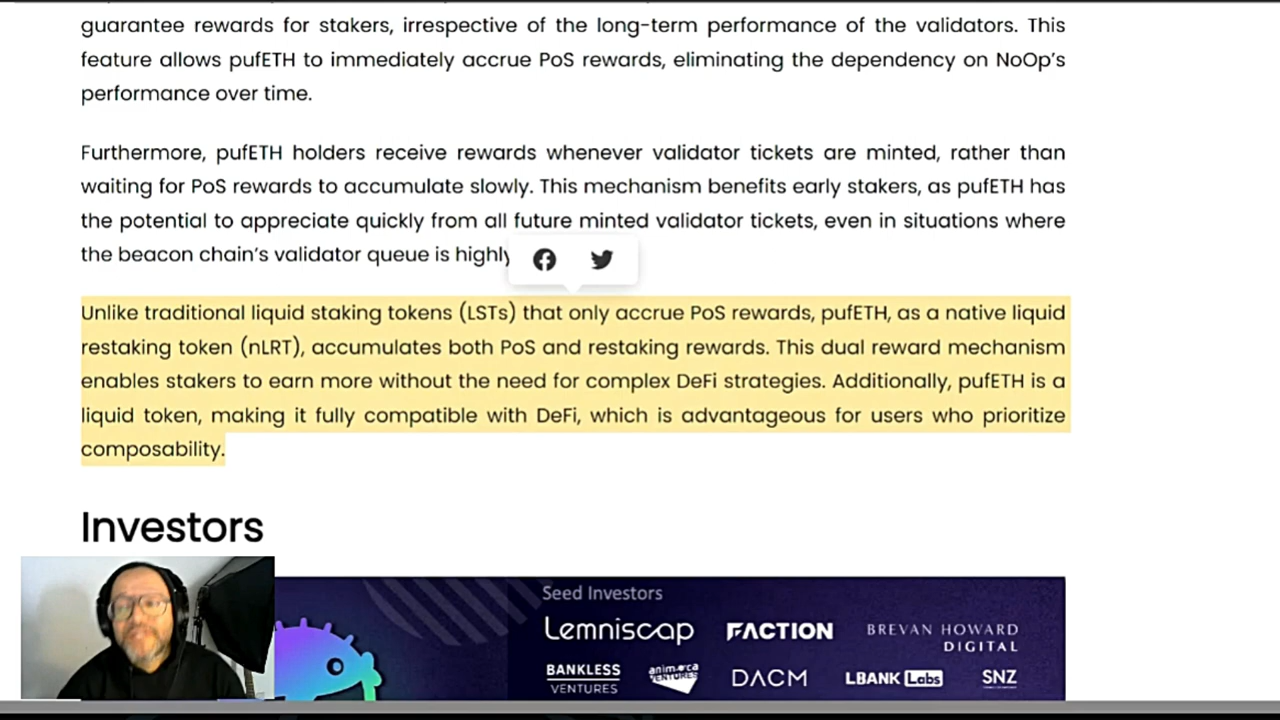 guarantee rewards for stakers, irrespective of the long-term performance of the validators. This
feature allows pufETH to immediately accrue PoS rewards, eliminating the dependency on NoOp's
performance over time.
Furthermore, pufETH holders receive rewards whenever validator tickets are minted, rather than
waiting for PoS rewards to accumulate slowly. This mechanism benefits early stakers, as pufETH has
the potential to appreciate quickly from all future minted validator tickets, even in situations where
the beacon chain's validator queue is highly
Unlike traditional liquid staking tokens (LSTs) that only accrue PoS rewards, pufETH, as a native liquid
restaking token (nLRT), accumulates both PoS and restaking rewards. This dual reward mechanism
enables stakers to earn more without the need for complex DeFi strategies. Additionally, pufETH is a
liquid token, making it fully compatible with DeFi, which is advantageous for users who prioritize
composability.
Investors
Seed Investors
Lemniscap FACTION BREVAN HOWARD
DIGITAL
BANKLESS
VENTURES
animoca
VENTURES
DACM
LBANK Labs
SNZ